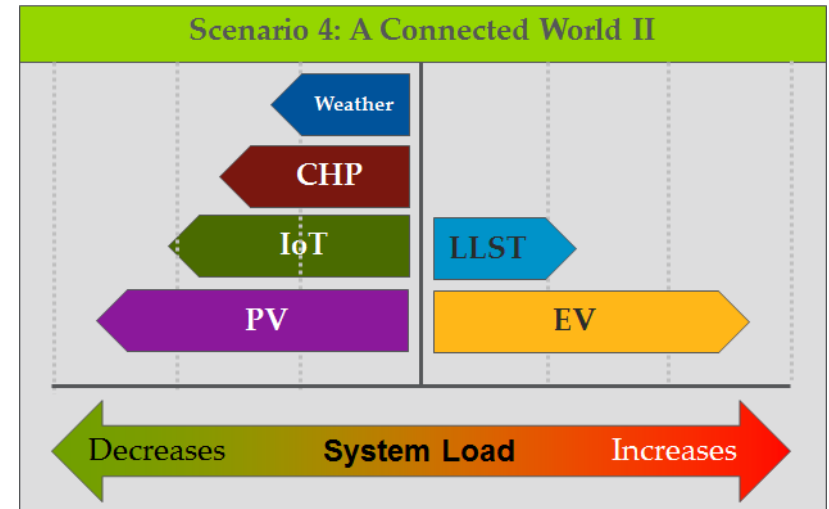 Scenario 4: A Connected World II
Weather
CHP
IoT
LLST
PV
EV
Decreases
System Load
Increases